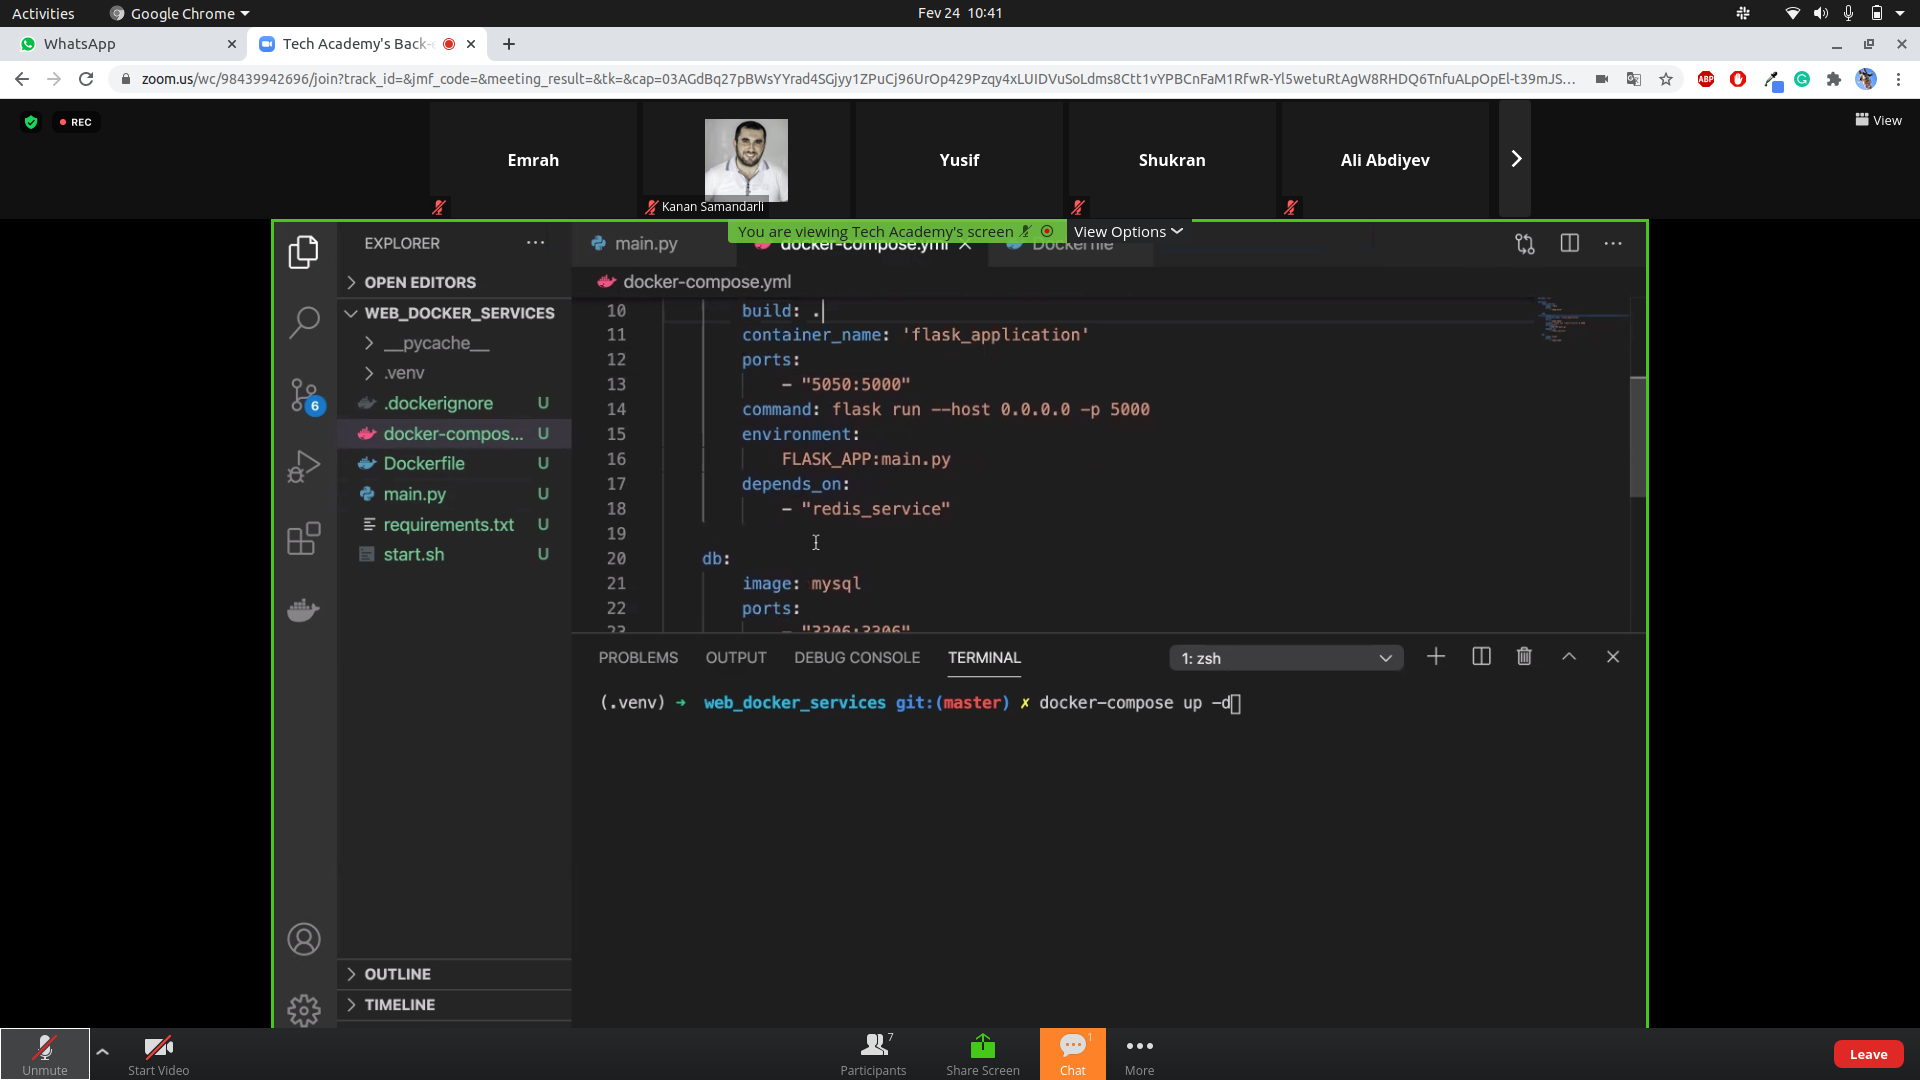 Activities Google Chrome Fev 24 10:41
WhatsApp Tech Academy's Back-
zoom.us/wc/98439942696/join?track_id=&jmf_code=&meeting_result=&tk=&cap=03AGdBq27pBWsYYrad4SGjyy1ZPuCj96UrOp429Pzqy4xLUIDVuSoLdms8Ctt1vYPBCnFaM1RfwR-Yl5wetuRtAgW8RHDQ6TnfuALpOpEl-t39mJS... ABP
REC View
Emrah Yusif Shukran Ali Abdiyev
Kanan Samandarli
You are viewing Tech Academy's screen View Options
EXPLORER main.py docker-compose.yml Dockerfile
OPEN EDITORS docker-compose.yml
WEB_DOCKER_SERVICES
__pycache__
.venv
.dockerignore U
docker-compos... U
Dockerfile U
main.py U
requirements.txt U
start.sh U
6
OUTLINE
TIMELINE
10 build: .
11 container_name: 'flask_application'
12 ports:
13 - "5050:5000"
14 command: flask run --host 0.0.0.0 -p 5000
15 environment:
16 FLASK_APP:main.py
17 depends_on:
18 - "redis_service"
19
20 db:
21 image: mysql
22 ports:
23 - "3306:3306"
PROBLEMS OUTPUT DEBUG CONSOLE TERMINAL 1: zsh
(.venv) ➜ web_docker_services git:(master) ✗ docker-compose up -d
Unmute Start Video Participants 7 Share Screen Chat 1 More Leave